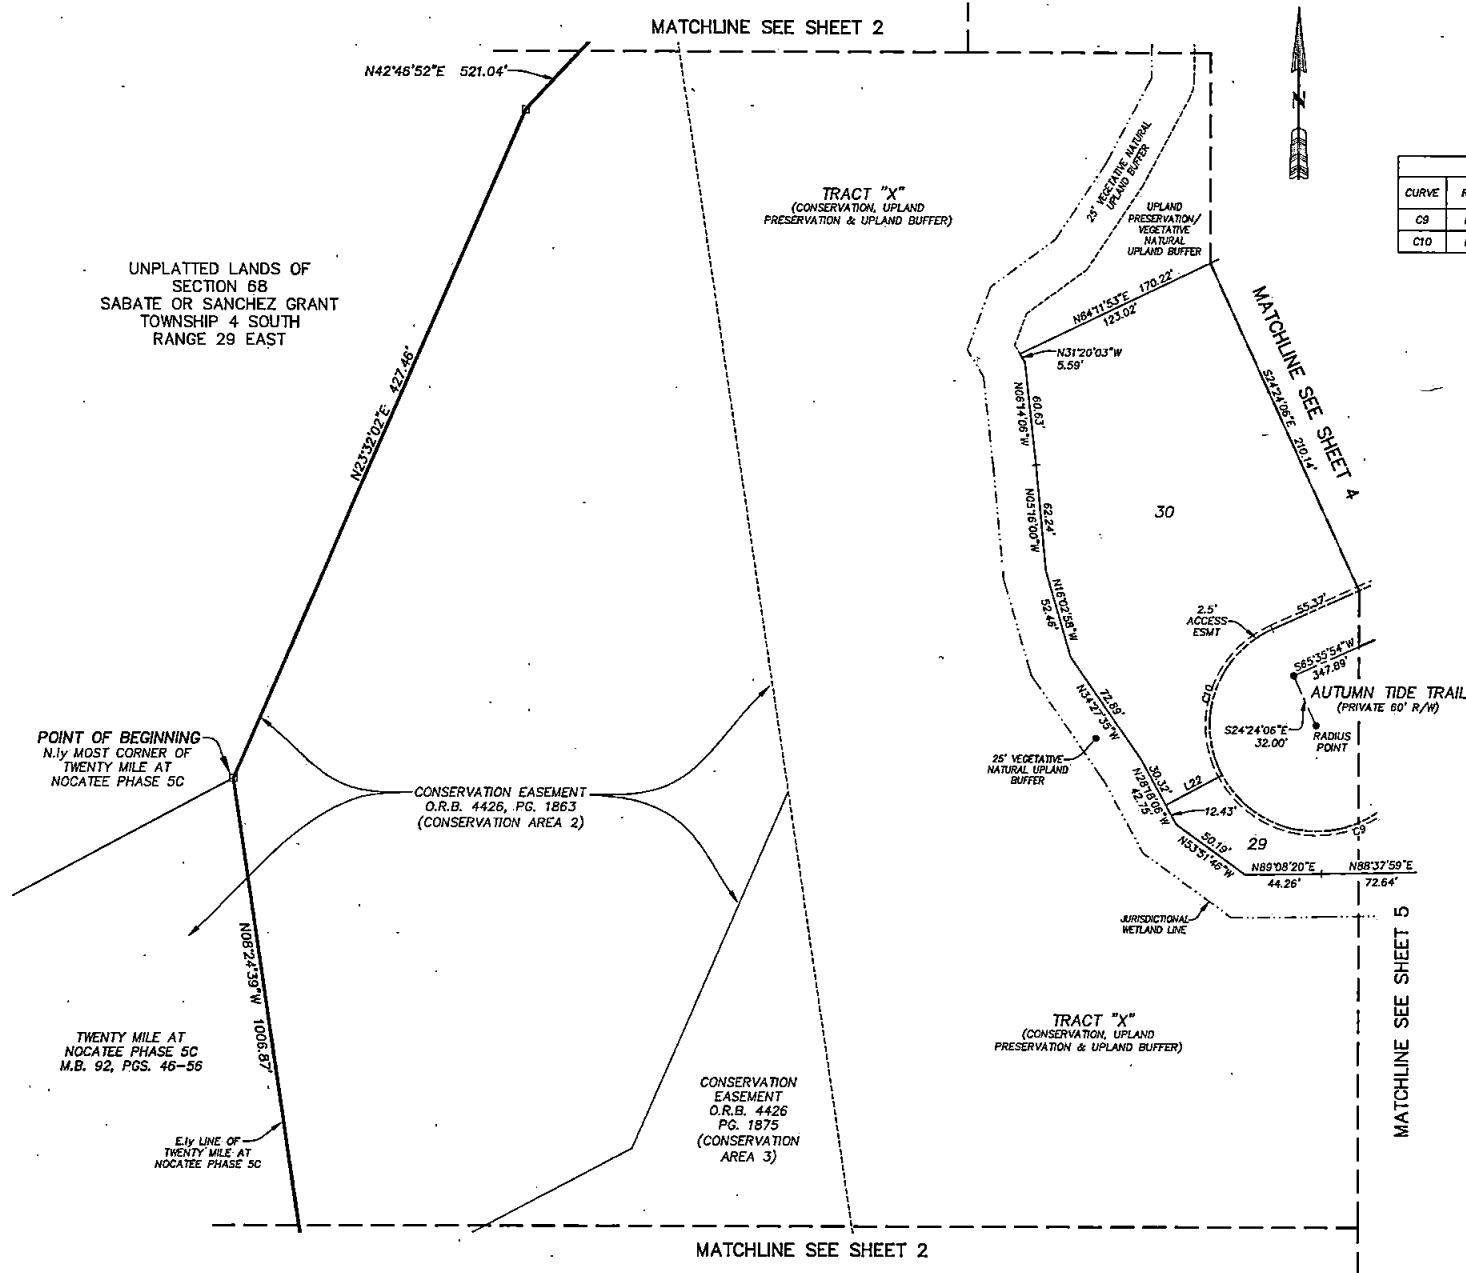 MATCHLINE SEE SHEET 2
N42°46'52"E 521.04'
N
CURVE
C9
C10
TRACT "X"
(CONSERVATION, UPLAND
PRESERVATION & UPLAND BUFFER)
25' VEGETATIVE NATURAL
UPLAND BUFFER
UPLAND
PRESERVATION/
VEGETATIVE
NATURAL
UPLAND BUFFER
UNPLATTED LANDS OF
SECTION 68
SABATE OR SANCHEZ GRANT
TOWNSHIP 4 SOUTH
RANGE 29 EAST
N64°11'53"E 170.22'
123.02'
N31°20'03"W
5.59'
MATCHLINE SEE SHEET 4
S24°24'06"E 210.14'
N23°32'02"E 427.46'
N06°14'06"W
60.63'
N05°16'00"W
62.24'
30
N16°02'58"W
52.46'
2.5'
ACCESS
ESMT
55.37'
S65°35'54"W
347.89'
C10
AUTUMN TIDE TRAIL
(PRIVATE 60' R/W)
N34°27'35"W
72.89'
S24°24'06"E
32.00'
RADIUS
POINT
POINT OF BEGINNING
N.ly MOST CORNER OF
TWENTY MILE AT
NOCATEE PHASE 5C
25' VEGETATIVE
NATURAL UPLAND
BUFFER
CONSERVATION EASEMENT
O.R.B. 4426, PG. 1863
(CONSERVATION AREA 2)
30.32'
N28°18'06"W
42.75'
L22
12.43'
C9
50.19'
N53°51'46"W
29
N89°08'20"E
44.26'
N88°37'59"E
72.64'
JURISDICTIONAL
WETLAND LINE
N08°24'39"W 1006.87'
MATCHLINE SEE SHEET 5
TWENTY MILE AT
NOCATEE PHASE 5C
M.B. 92, PGS. 46-56
TRACT "X"
(CONSERVATION, UPLAND
PRESERVATION & UPLAND BUFFER)
CONSERVATION
EASEMENT
O.R.B. 4426
PG. 1875
(CONSERVATION
AREA 3)
E.ly LINE OF
TWENTY MILE AT
NOCATEE PHASE 5C
MATCHLINE SEE SHEET 2